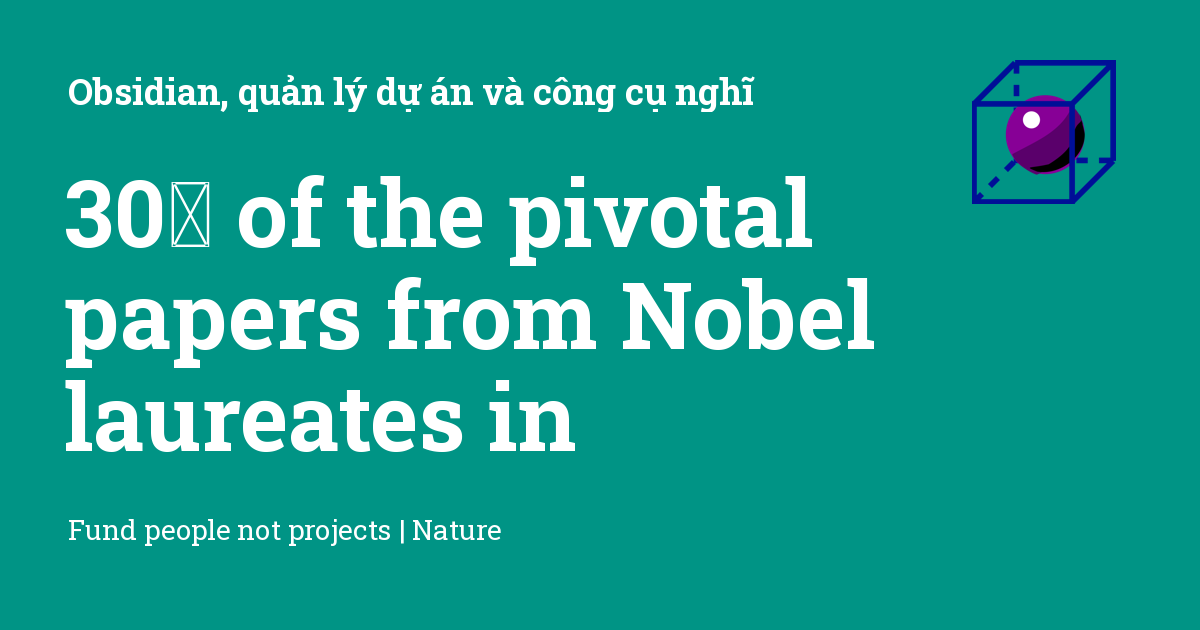 Obsidian, quản lý dự án và công cụ nghĩ
30 of the pivotal
papers from Nobel
laureates in
Fund people not projects | Nature